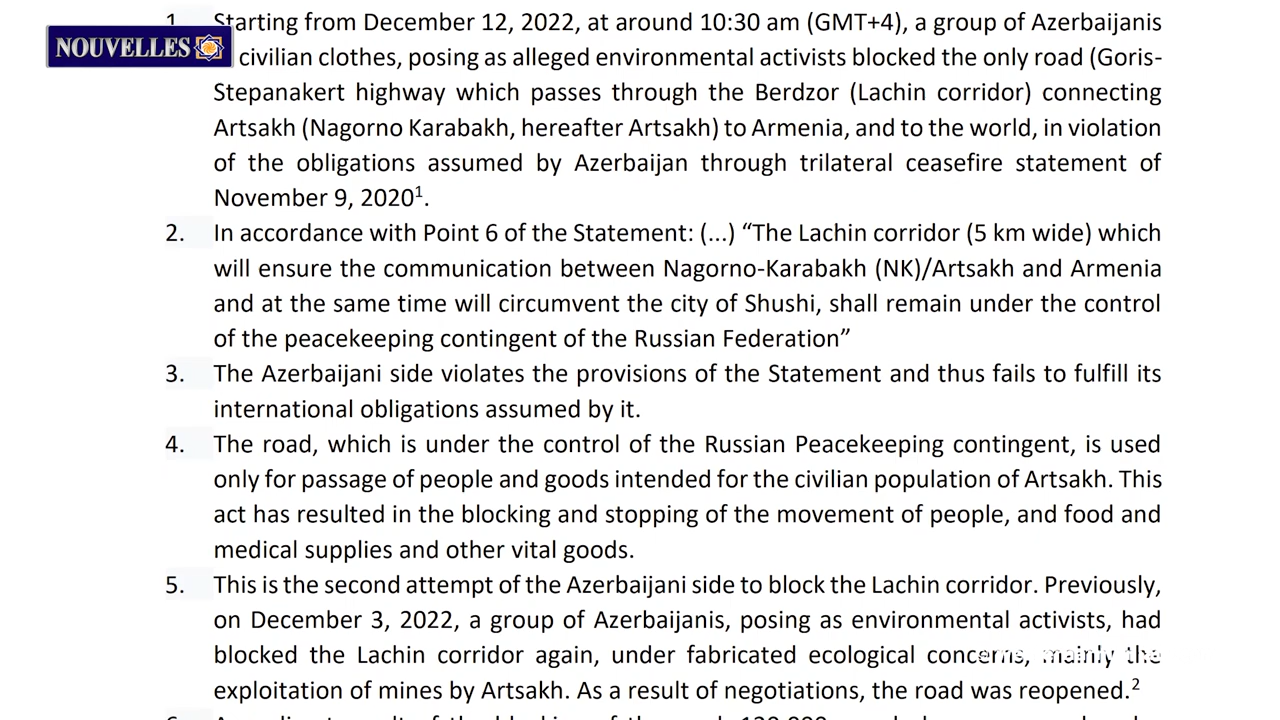 1. Starting from December 12, 2022, at around 10:30 am (GMT+4), a group of Azerbaijanis
NOUVELLES
civilian clothes, posing as alleged environmental activists blocked the only road (Goris-
Stepanakert highway which passes through the Berdzor (Lachin corridor) connecting
Artsakh (Nagorno Karabakh, hereafter Artsakh) to Armenia, and to the world, in violation
of the obligations assumed by Azerbaijan through trilateral ceasefire statement of
November 9, 2020¹.
2. In accordance with Point 6 of the Statement: (...) “The Lachin corridor (5 km wide) which
will ensure the communication between Nagorno-Karabakh (NK)/Artsakh and Armenia
and at the same time will circumvent the city of Shushi, shall remain under the control
of the peacekeeping contingent of the Russian Federation”
3. The Azerbaijani side violates the provisions of the Statement and thus fails to fulfill its
international obligations assumed by it.
4. The road, which is under the control of the Russian Peacekeeping contingent, is used
only for passage of people and goods intended for the civilian population of Artsakh. This
act has resulted in the blocking and stopping of the movement of people, and food and
medical supplies and other vital goods.
5. This is the second attempt of the Azerbaijani side to block the Lachin corridor. Previously,
on December 3, 2022, a group of Azerbaijanis, posing as environmental activists, had
blocked the Lachin corridor again, under fabricated ecological concerns, mainly the
exploitation of mines by Artsakh. As a result of negotiations, the road was reopened.²